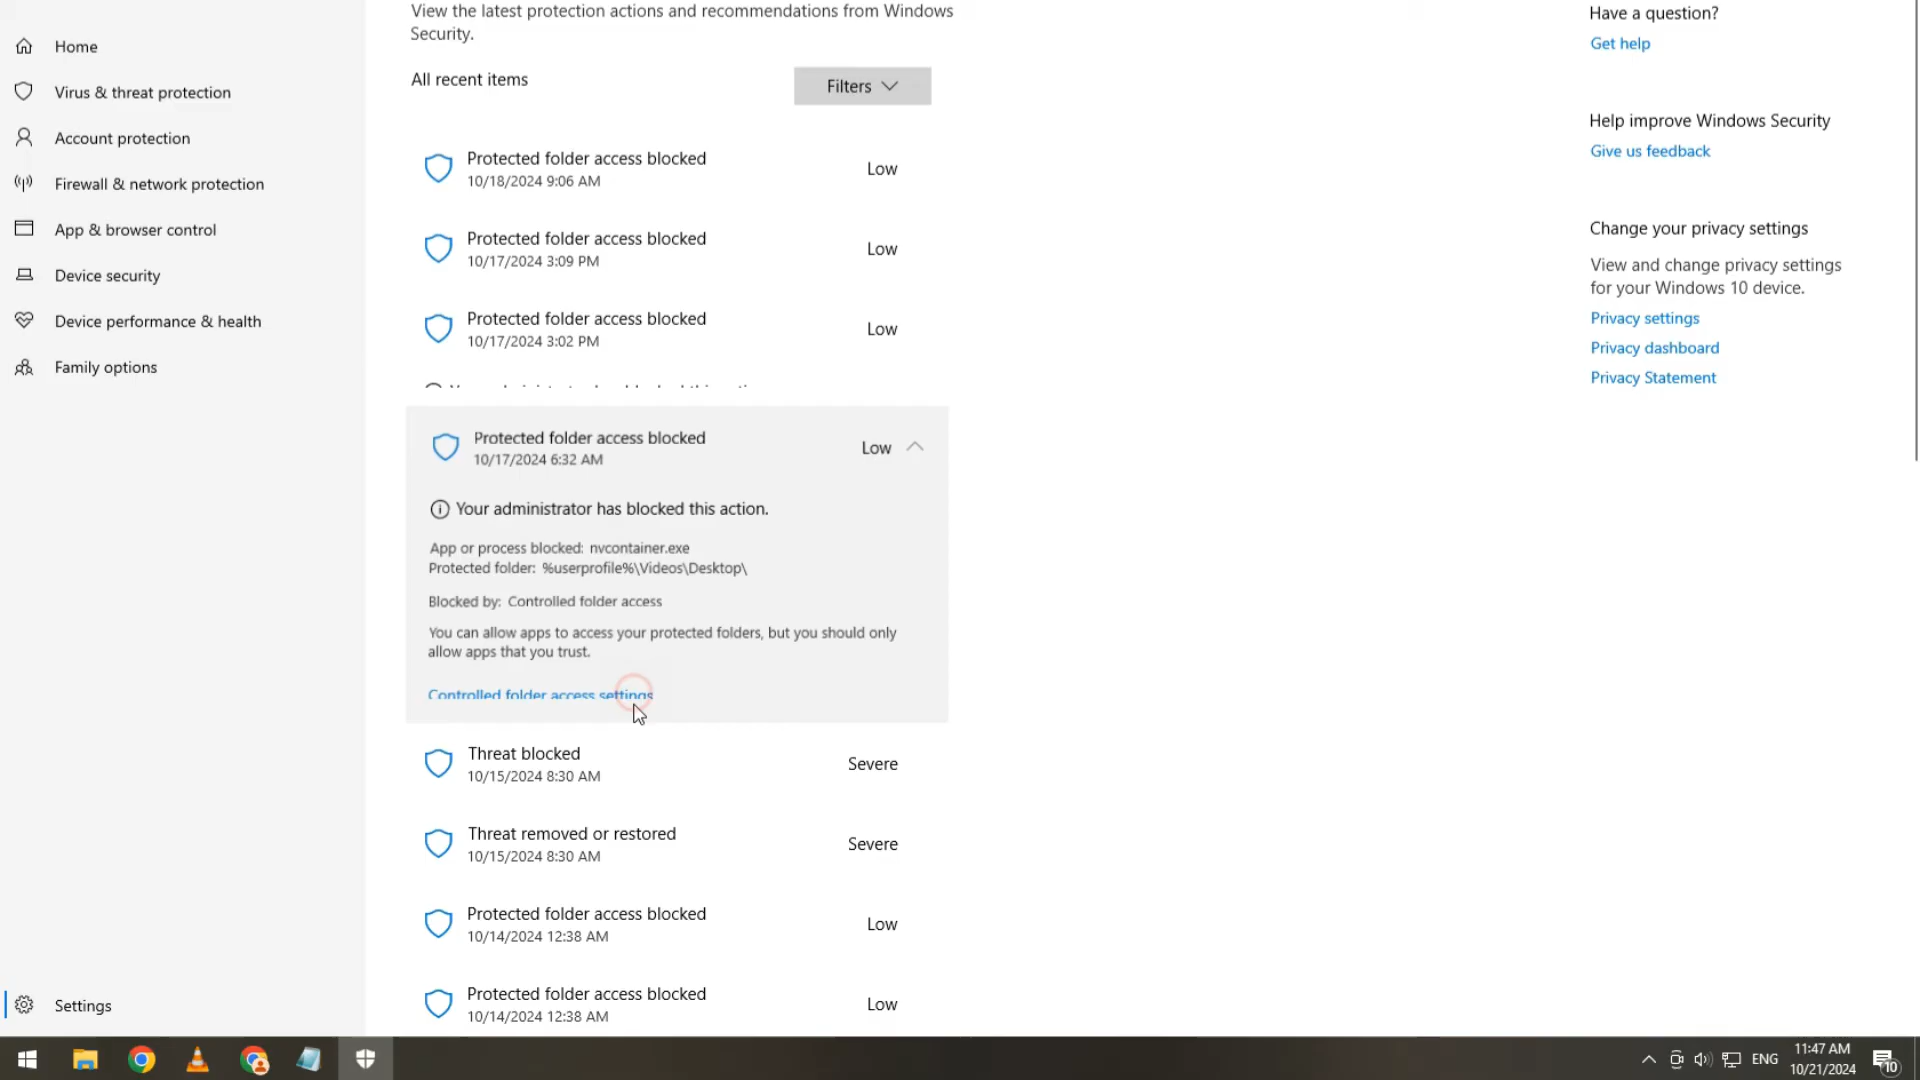 View the latest protection actions and recommendations from Windows
Security.
All recent items
Filters
Home
Virus & threat protection
Account protection
Firewall & network protection
App & browser control
Device security
Device performance & health
Family options
Settings
Protected folder access blocked
10/18/2024 9:06 AM
Low
Protected folder access blocked
10/17/2024 3:09 PM
Low
Protected folder access blocked
10/17/2024 3:02 PM
Low
Protected folder access blocked
10/17/2024 6:32 AM
Low
Your administrator has blocked this action.
App or process blocked: nvcontainer.exe
Protected folder: %userprofile%\Videos\Desktop\
Blocked by: Controlled folder access
You can allow apps to access your protected folders, but you should only
allow apps that you trust.
Controlled folder access settings
Threat blocked
10/15/2024 8:30 AM
Severe
Threat removed or restored
10/15/2024 8:30 AM
Severe
Protected folder access blocked
10/14/2024 12:38 AM
Low
Protected folder access blocked
10/14/2024 12:38 AM
Low
Have a question?
Get help
Help improve Windows Security
Give us feedback
Change your privacy settings
View and change privacy settings
for your Windows 10 device.
Privacy settings
Privacy dashboard
Privacy Statement
ENG
11:47 AM
10/21/2024
10